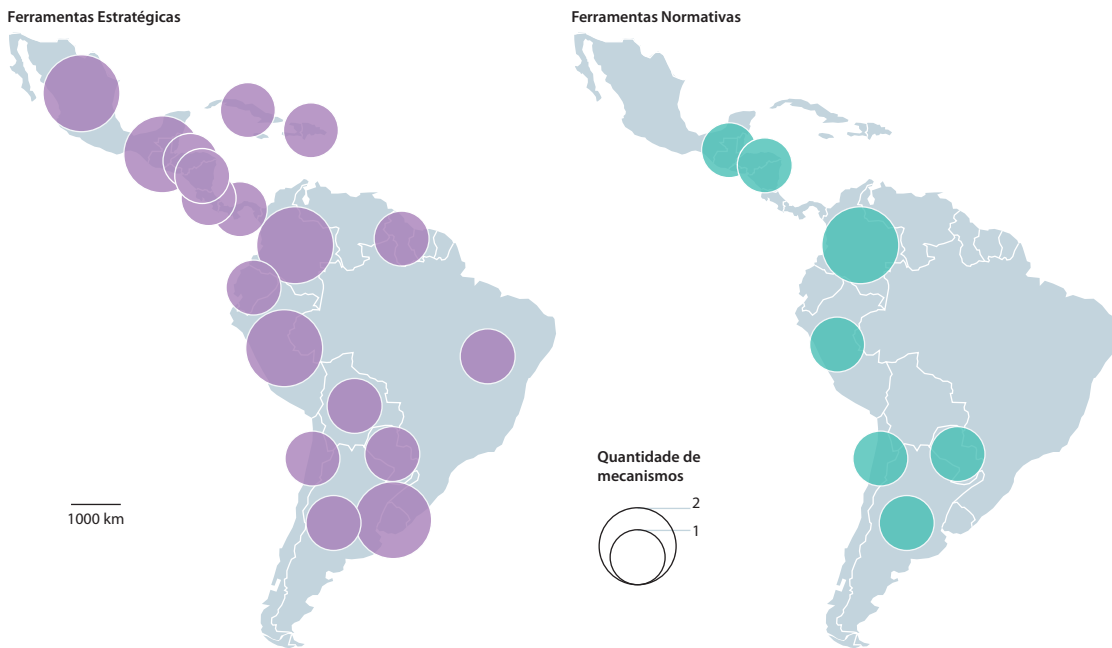 Ferramentas Estratégicas
Ferramentas Normativas
Quantidade de
mecanismos
2
1
1000 km